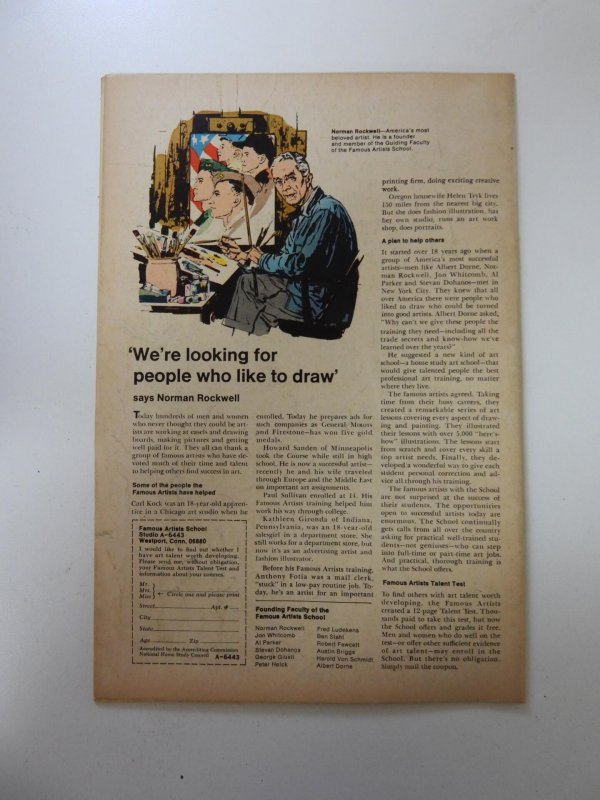 Norman Rockwell—America's most
beloved artist. He is a founder
and member of the Guiding Faculty
of the Famous Artists School.
'We're looking for
people who like to draw'
says Norman Rockwell
Today hundreds of men and women
who never thought they could be art-
ists are working at easels and drawing
boards, making pictures and getting
well paid for it. They all can thank a
group of famous artists who have de-
voted much of their time and talent
to helping others find success in art.
Some of the people the
Famous Artists have helped
Carl Kock was an 18-year-old appren-
tice in a Chicago art studio when he
Famous Artists School
Studio A-6443
Westport, Conn. 06880
I would like to find out whether I
have art talent worth developing.
Please send me, without obligation,
your Famous Artists Talent Test and
information about your courses.
Mr.
Mrs.
Miss
Circle one and please print
Street Apt. #
City
State
Age Zip
Accredited by the Accrediting Commission
National Home Study Council A-6443
enrolled. Today he prepares ads for
such companies as General Motors
and Firestone—has won five gold
medals.
Howard Sanden of Minneapolis
took the Course while still in high
school. He is now a successful artist—
recently he and his wife traveled
through Europe and the Middle East
on important art assignments.
Paul Sullivan enrolled at 14. His
Famous Artists training helped him
work his way through college.
Kathleen Gironda of Indiana,
Pennsylvania, was an 18-year-old
salesgirl in a department store. She
still works for a department store, but
now it's as an advertising artist and
fashion illustrator.
Before his Famous Artists training,
Anthony Fotia was a mail clerk,
"stuck" in a low-pay routine job. To-
day, he's an artist for an important
Founding Faculty of the
Famous Artists School
Norman Rockwell
Jon Whitcomb
Al Parker
Stevan Dohanos
George Giusti
Peter Helck
Fred Ludekens
Ben Stahl
Robert Fawcett
Austin Briggs
Harold Von Schmidt
Albert Dorne
printing firm, doing exciting creative
work.
Oregon housewife Helen Tryk lives
150 miles from the nearest big city.
But she does fashion illustration, has
her own studio, runs an art work
shop, does portraits.
A plan to help others
It started over 18 years ago when a
group of America's most successful
artists—men like Albert Dorne, Nor-
man Rockwell, Jon Whitcomb, Al
Parker and Stevan Dohanos—met in
New York City. They knew that all
over America there were people who
liked to draw who could be turned
into good artists. Albert Dorne asked,
"Why can't we give these people the
training they need—including all the
trade secrets and know-how we've
learned over the years?"
He suggested a new kind of art
school—a home study art school—that
would give talented people the best
professional art training, no matter
where they live.
The famous artists agreed. Taking
time from their busy careers, they
created a remarkable series of art
lessons covering every aspect of draw-
ing and painting. They illustrated
their lessons with over 5,000 "here's-
how" illustrations. The lessons start
from scratch and cover every skill a
top artist needs. Finally, they de-
veloped a wonderful way to give each
student personal correction and ad-
vice all through his training.
The famous artists with the School
are not surprised at the success of
their students. The opportunities
open to successful artists today are
enormous. The School continually
gets calls from all over the country
asking for practical well-trained stu-
dents—not geniuses—who can step
into full-time or part-time art jobs.
And practical, thorough training is
what the School offers.
Famous Artists Talent Test
To find others with art talent worth
developing, the Famous Artists
created a 12-page Talent Test. Thou-
sands paid to take this test, but now
the School offers and grades it free.
Men and women who do well on the
test—or offer other sufficient evidence
of art talent—may enroll in the
School. But there's no obligation.
Simply mail the coupon.